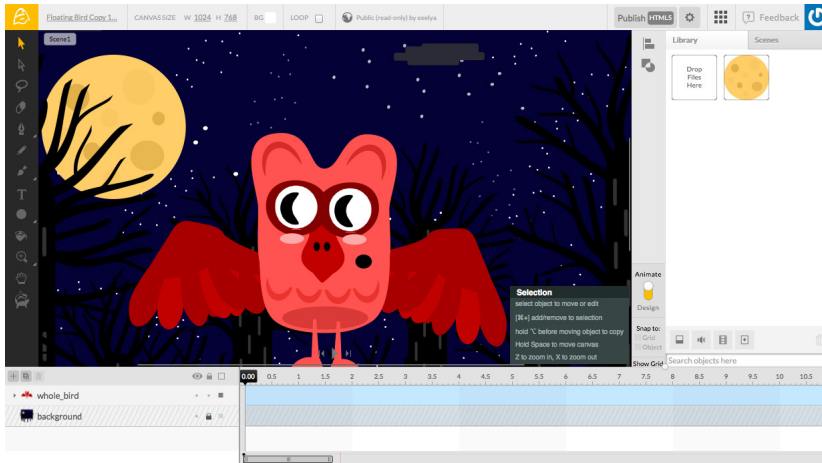 Floating Bird Copy 1...
CANVAS SIZE W 1024 H 768
BG
LOOP
Public (read-only) by ozelya
Publish HTML5
Feedback
Scene1
Library
Scenes
Drop
Files
Here
T
Animate
Design
Snap to:
Grid
Object
Show Grid
Selection
select object to move or edit
[⌘+] add/remove to selection
hold ⌥ before moving object to copy
Hold Space to move canvas
Z to zoom in, X to zoom out
Search objects here
0.00 0.5 1 1.5 2 2.5 3 3.5 4 4.5 5 5.5 6 6.5 7 7.5 8 8.5 9 9.5 10 10.5
whole_bird
background